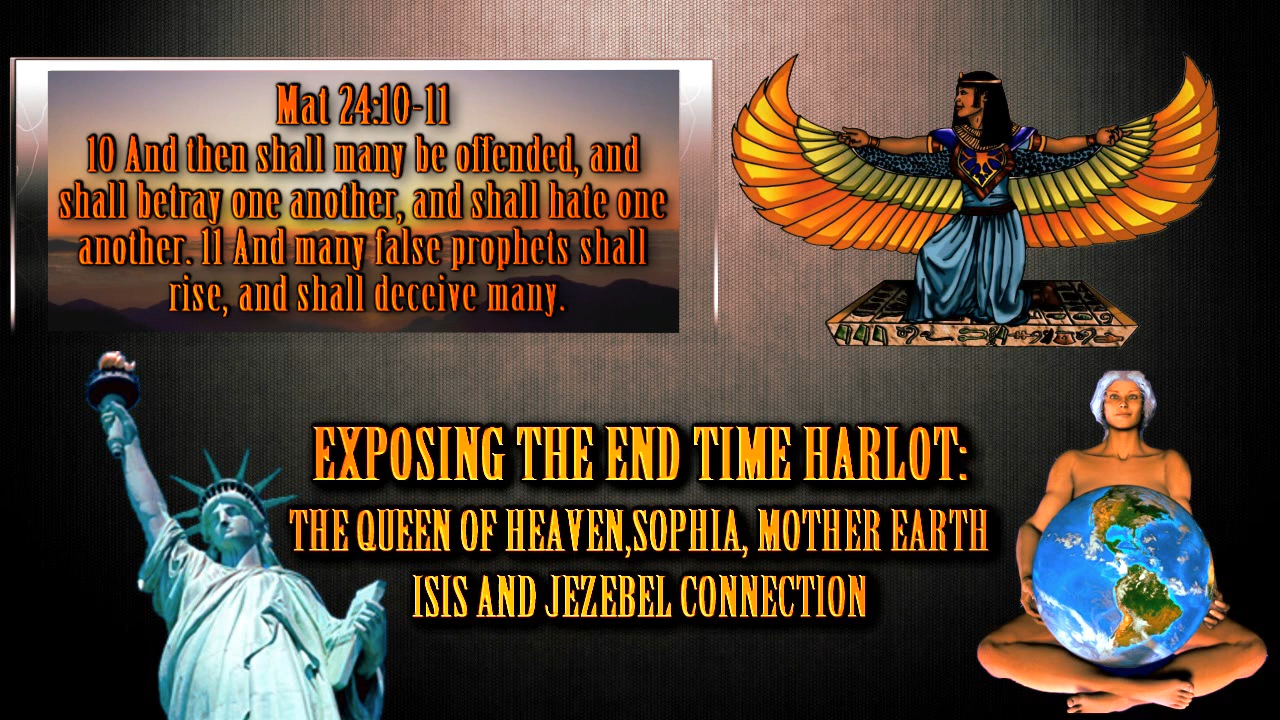 Mat 24:10-11
10 And then shall many be offended, and
shall betray one another, and shall hate one
another. 11 And many false prophets shall
rise, and shall deceive many.
EXPOSING THE END TIME HARLOT:
THE QUEEN OF HEAVEN,SOPHIA, MOTHER EARTH
ISIS AND JEZEBEL CONNECTION